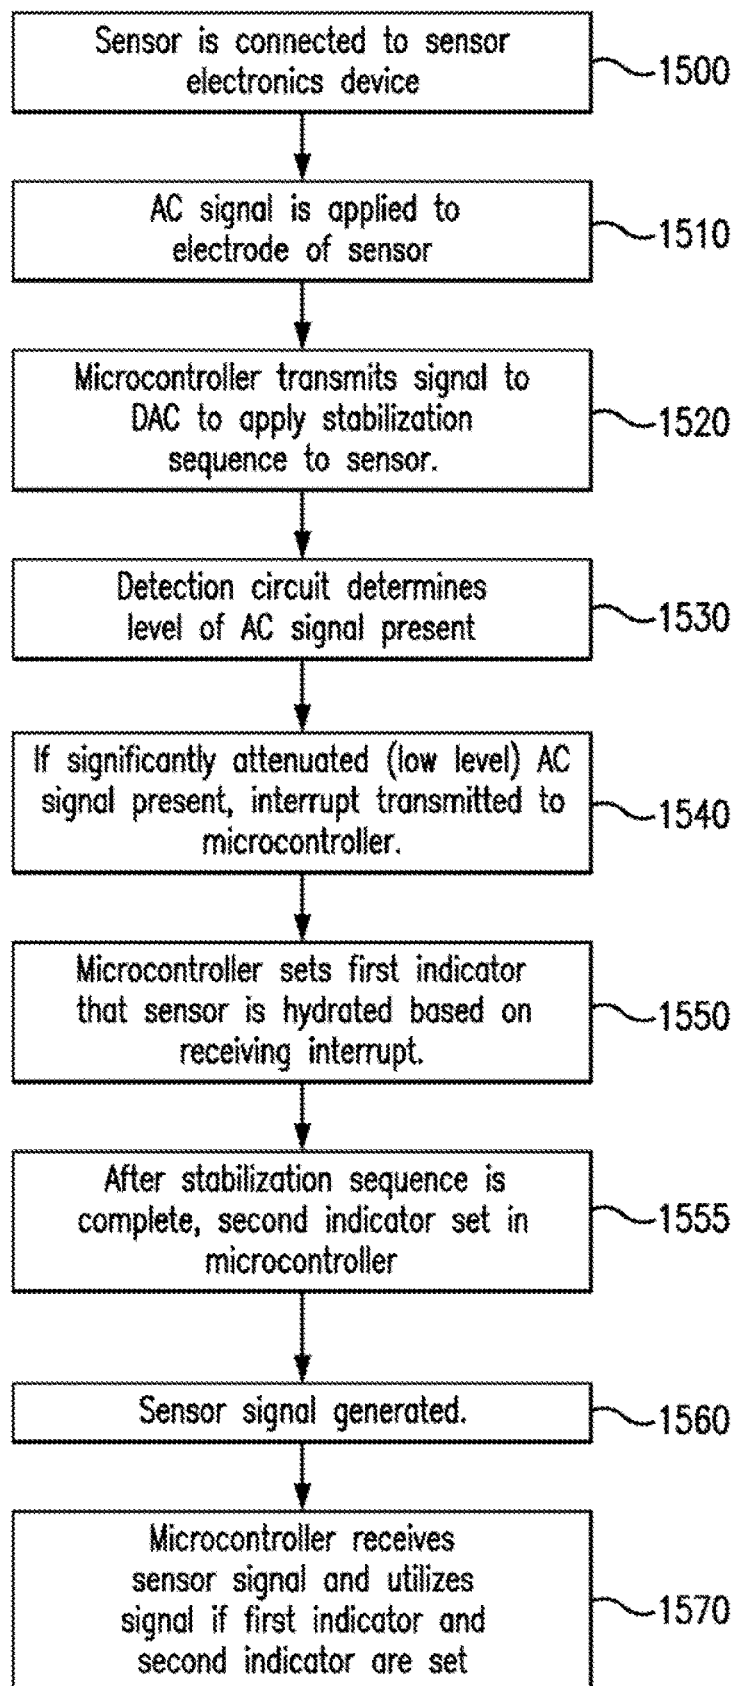 Sensor is connected to sensor
electronics device
1500
AC signal is applied to
electrode of sensor
1510
Microcontroller transmits signal to
DAC to apply stabilization
sequence to sensor.
1520
Detection circuit determines
level of AC signal present
1530
If significantly attenuated (low level) AC
signal present, interrupt transmitted to
microcontroller.
1540
Microcontroller sets first indicator
that sensor is hydrated based on
receiving interrupt.
1550
After stabilization sequence is
complete, second indicator set in
microcontroller
1555
Sensor signal generated.
1560
Microcontroller receives
sensor signal and utilizes
signal if first indicator and
second indicator are set
1570